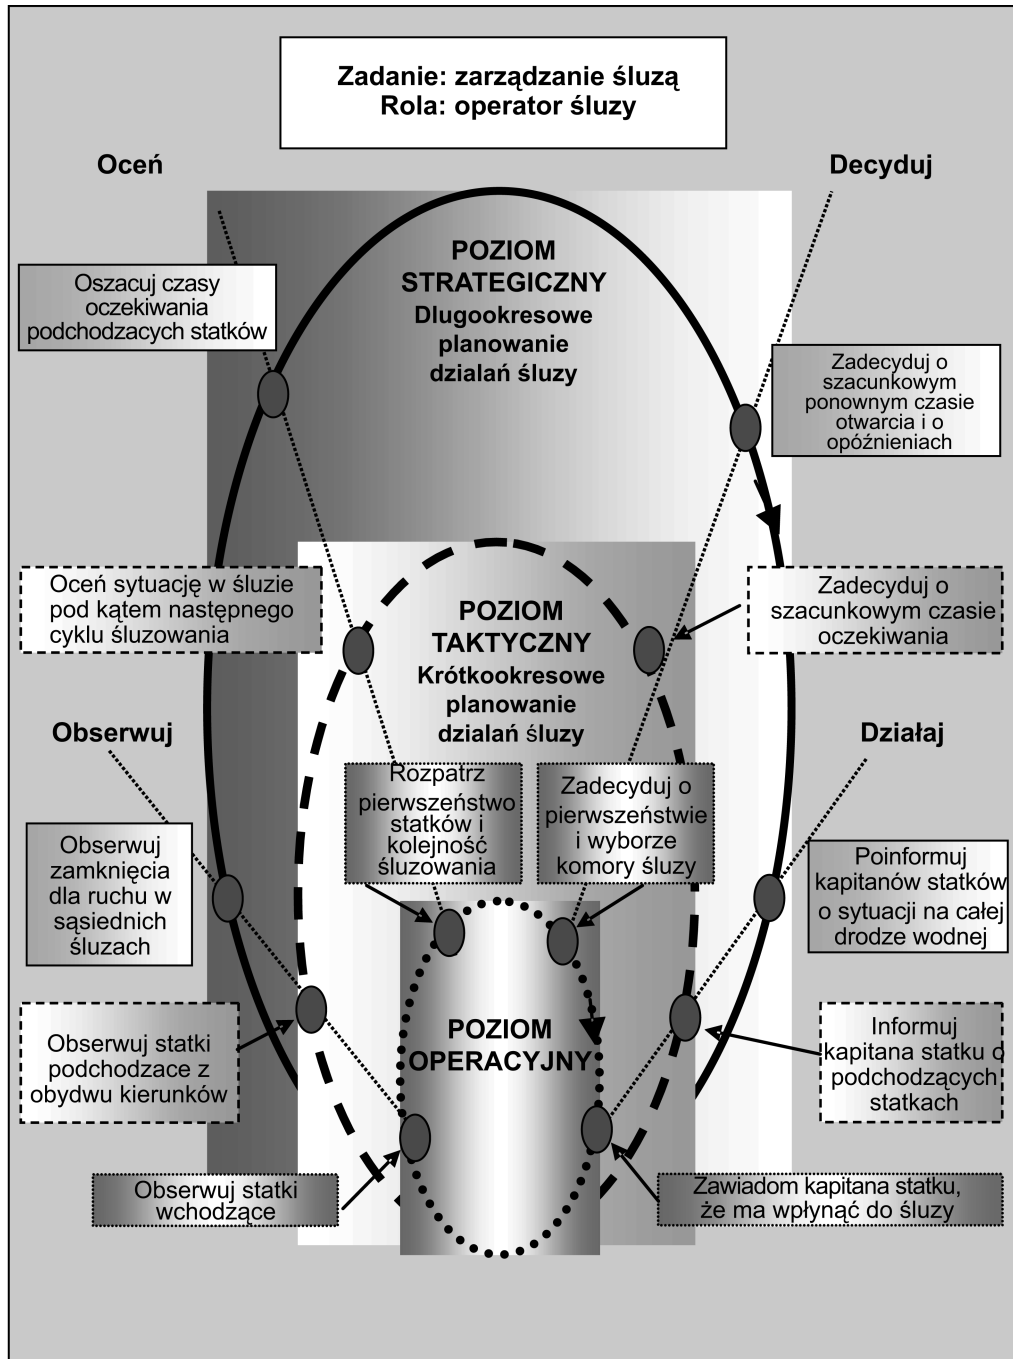 Zadanie: zarządzanie śluzą
Rola: operator śluzy
Oceń
Decyduj
POZIOM
STRATEGICZNY
Dlugookresowe
planowanie
dzialań śluzy
Oszacuj czasy
oczekiwania
podchodzacych statków
Zadecyduj o
szacunkowym
ponownym czasie
otwarcia i o
opóźnieniach
Oceń sytuację w śluzie
pod kątem następnego
cyklu śluzowania
POZIOM
TAKTYCZNY
Krótkookresowe
planowanie
dzialań śluzy
Zadecyduj o
szacunkowym czasie
oczekiwania
Obserwuj
Działaj
Rozpatrz
pierwszeństwo
statków i
kolejność
śluzowania
Zadecyduj o
pierwszeństwie
i wyborze
komory śluzy
Obserwuj
zamknięcia
dla ruchu w
sąsiednich
śluzach
Poinformuj
kapitanów statków
o sytuacji na całej
drodze wodnej
POZIOM
OPERACYJNY
Obserwuj statki
podchodzace z
obydwu kierunków
Informuj
kapitana statku o
podchodzących
statkach
Obserwuj statki
wchodzące
Zawiadom kapitana statku,
że ma wpłynąć do śluzy